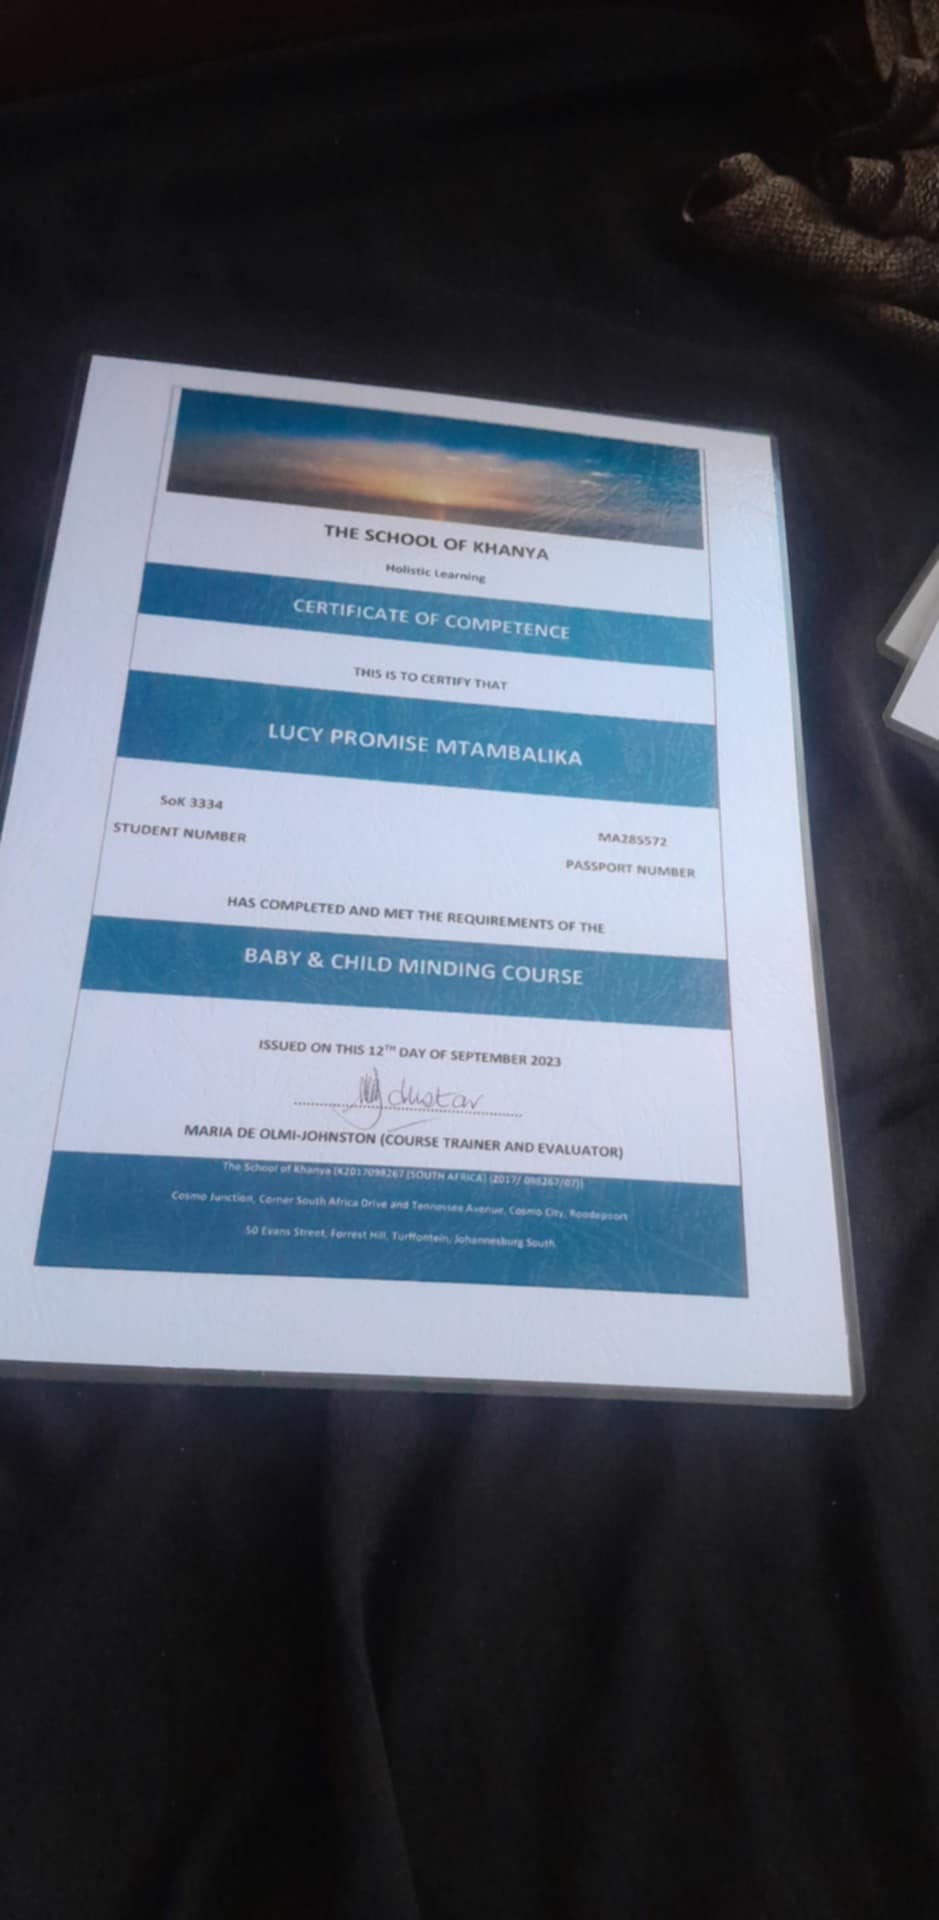 THE SCHOOL OF KHANYA
Holistic Learning
CERTIFICATE OF COMPETENCE
THIS IS TO CERTIFY THAT
LUCY PROMISE MTAMBALIKA
SoK 3334
STUDENT NUMBER
MA285572
PASSPORT NUMBER
HAS COMPLETED AND MET THE REQUIREMENTS OF THE
BABY & CHILD MINDING COURSE
ISSUED ON THIS 12TH DAY OF SEPTEMBER 2023
MARIA DE OLMI-JOHNSTON (COURSE TRAINER AND EVALUATOR)
The School of Khanya (K2017098267 (SOUTH AFRICA) (2017/ 098267/07))
Cosmo Junction, Corner South Africa Drive and Tennessee Avenue, Cosmo City, Roodepoort
50 Evans Street, Forrest Hill, Turffontein, Johannesburg South